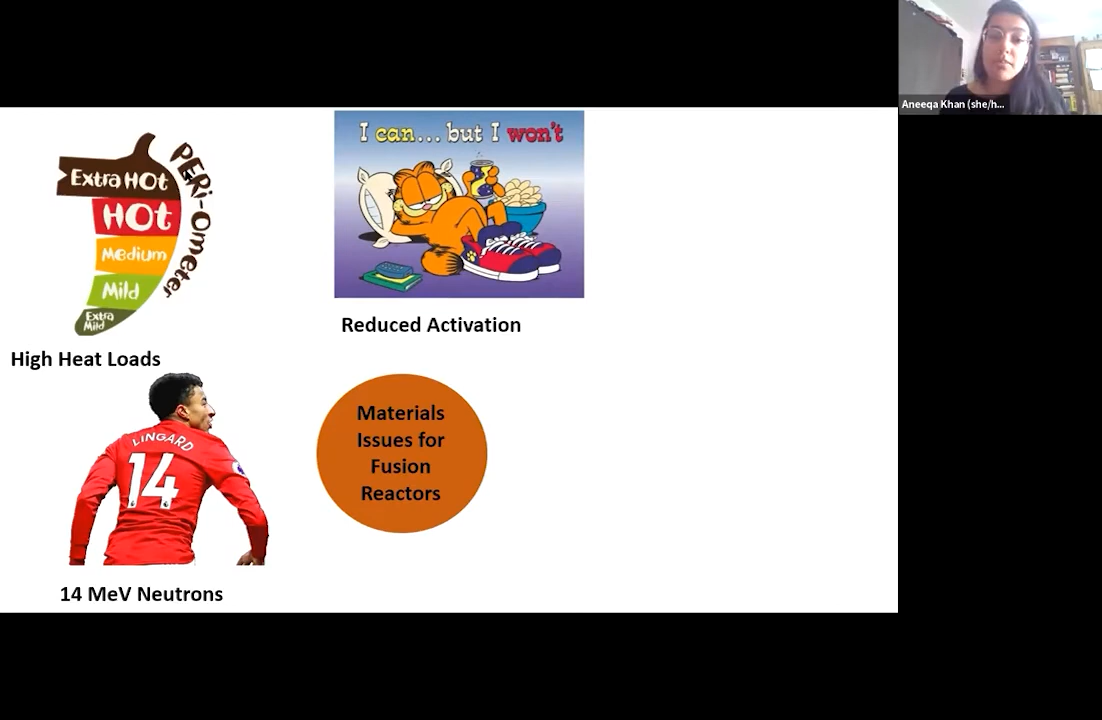 Aneeqa Khan (she/h...
I can... but I won't
PERi-Ometer
Extra HOt
HOt
Medium
Mild
Extra
Mild
Reduced Activation
High Heat Loads
LINGARD
14
Materials
Issues for
Fusion
Reactors
14 MeV Neutrons